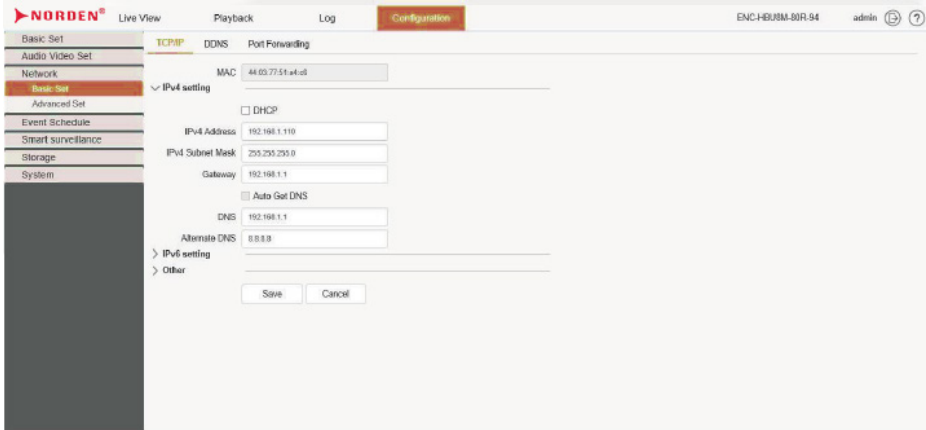 NORDEN® Live View Playback Log Configuration ENC-HBU8M-80R-94 admin ?
Basic Set
Audio Video Set
Network
Basic Set
Advanced Set
Event Schedule
Smart surveillance
Storage
System
TCP/IP DDNS Port Forwarding
MAC
IPv4 setting
DHCP
IPv4 Address 192.168.1.110
IPv4 Subnet Mask 255.255.255.0
Gateway 192.168.1.1
Auto Get DNS
DNS 192.168.1.1
Alternate DNS 8.8.8.8
IPv6 setting
Other
Save Cancel